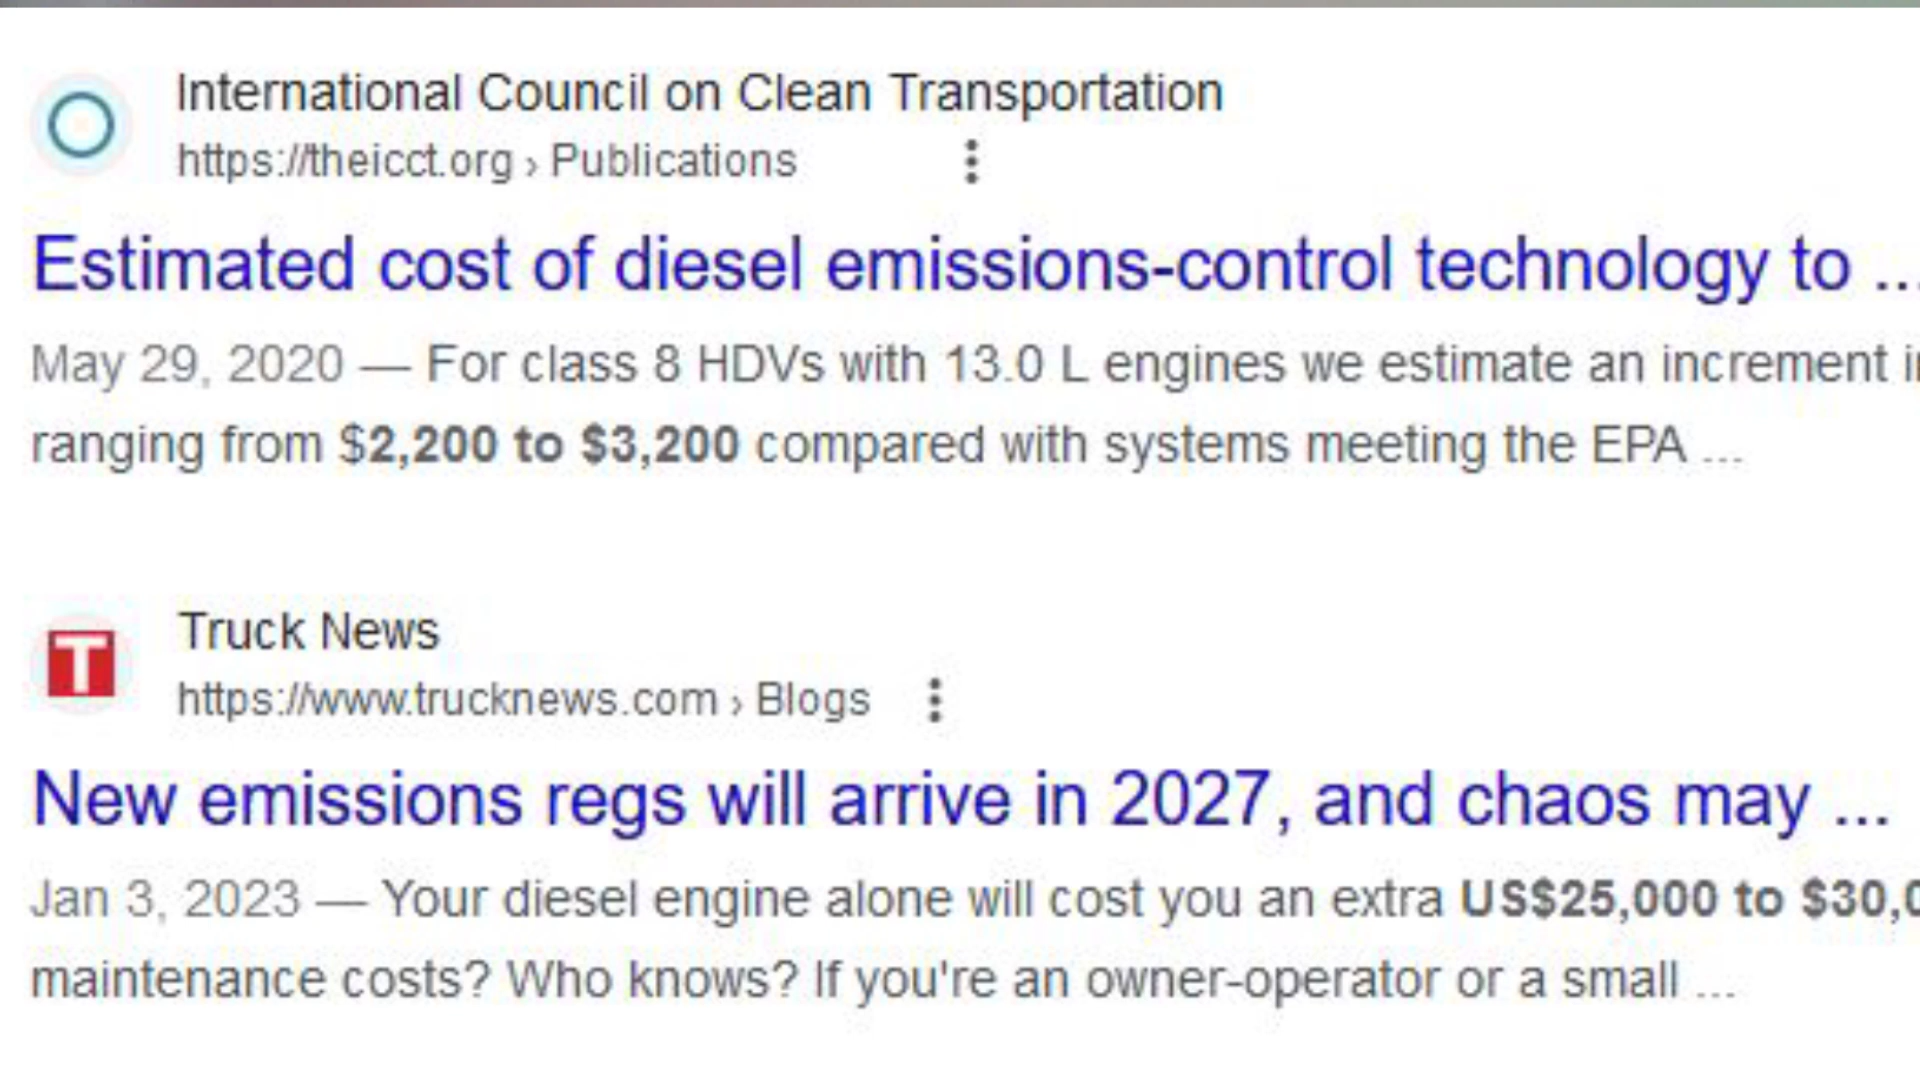 International Council on Clean Transportation
https://theicct.org › Publications
Estimated cost of diesel emissions-control technology to ...
May 29, 2020 — For class 8 HDVs with 13.0 L engines we estimate an increment
ranging from $2,200 to $3,200 compared with systems meeting the EPA ...
T
Truck News
https://www.trucknews.com › Blogs
New emissions regs will arrive in 2027, and chaos may ...
Jan 3, 2023 — Your diesel engine alone will cost you an extra US$25,000 to $30,0
maintenance costs? Who knows? If you're an owner-operator or a small ...